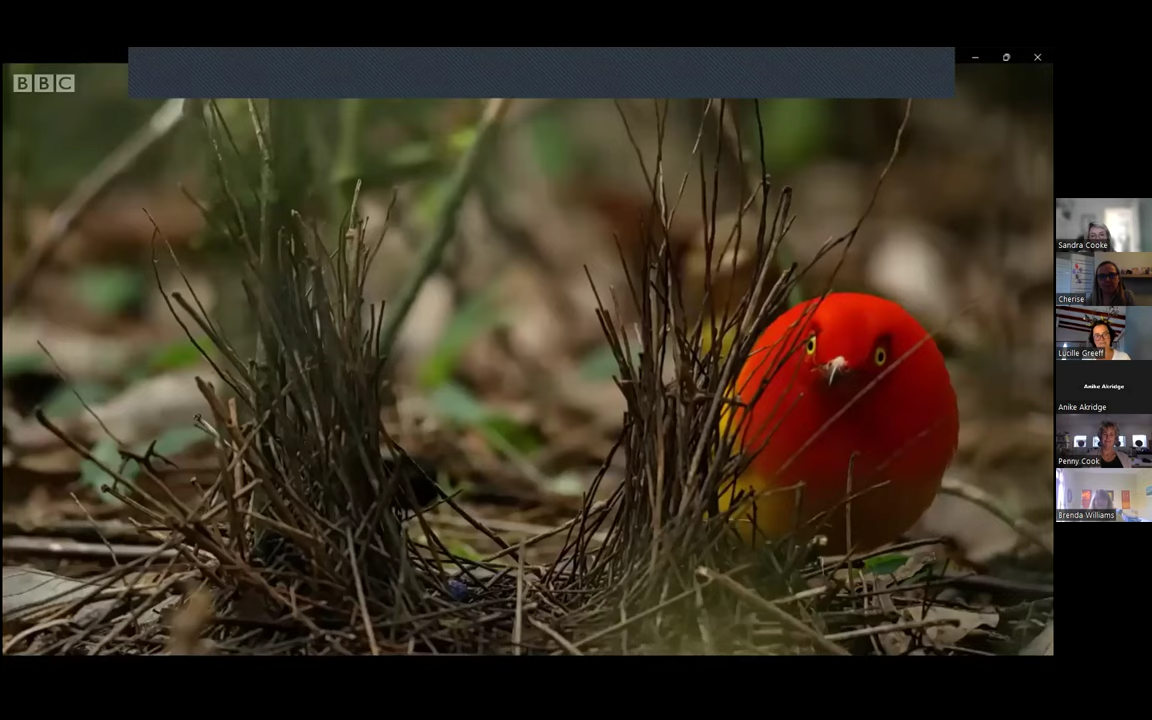 BBC
Sandra Cooke
Cherise
Lucille Greeff
Anike Akridge
Anike Akridge
Penny Cook
Brenda Williams